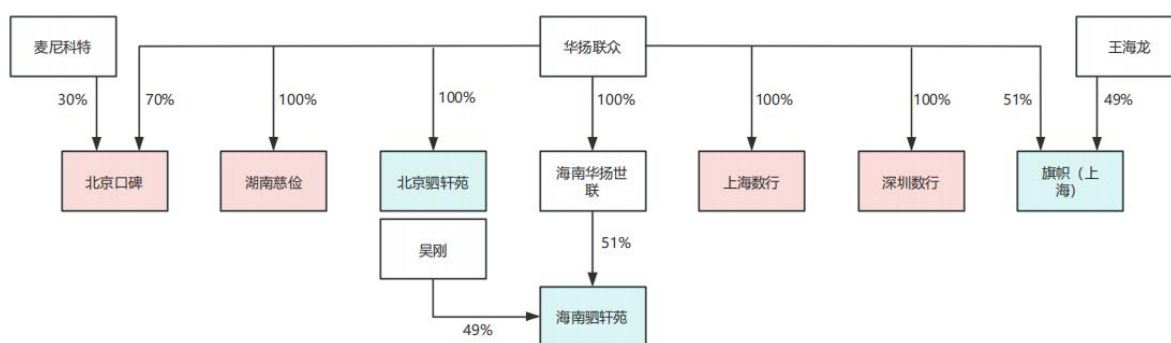 麦尼科特
华扬联众
王海龙
30%
70%
100%
100%
100%
100%
100%
51%
49%
北京口碑
湖南慈俭
北京驷轩苑
海南华扬世
联
上海数行
深圳数行
旗帜（上
海）
吴刚
51%
49%
海南驷轩苑